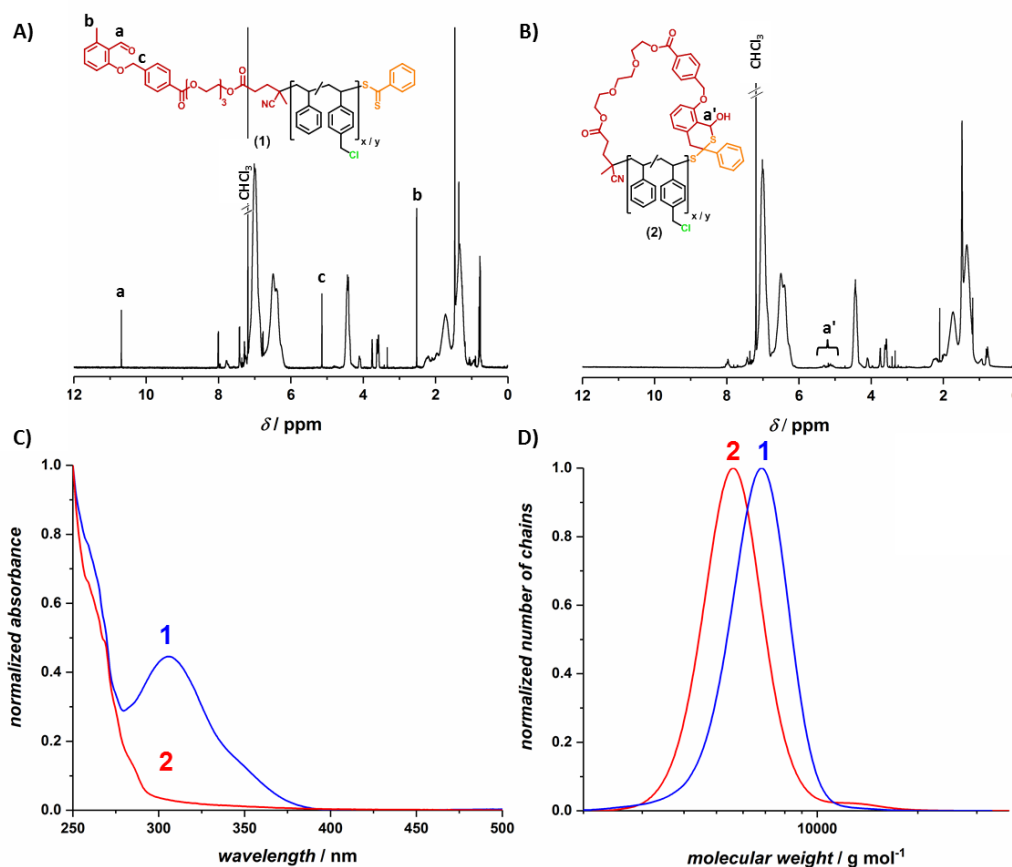 A)
b
a
O
c
O
O
O
O
3
O
O
NC
S
S
x / y
(1)
Cl
CHCl3
a
c
b
12
10
8
6
4
2
0
δ / ppm
B)
O
O
O
O
O
O
O
a'
OH
S
S
NC
x / y
(2)
Cl
CHCl3
a'
12
10
8
6
4
2
0
δ / ppm
C)
1.0
0.8
0.6
0.4
0.2
0.0
normalized absorbance
1
2
250
300
350
400
450
500
wavelength / nm
D)
2 1
1.0
0.8
0.6
0.4
0.2
0.0
normalized number of chains
10000
molecular weight / g mol-1